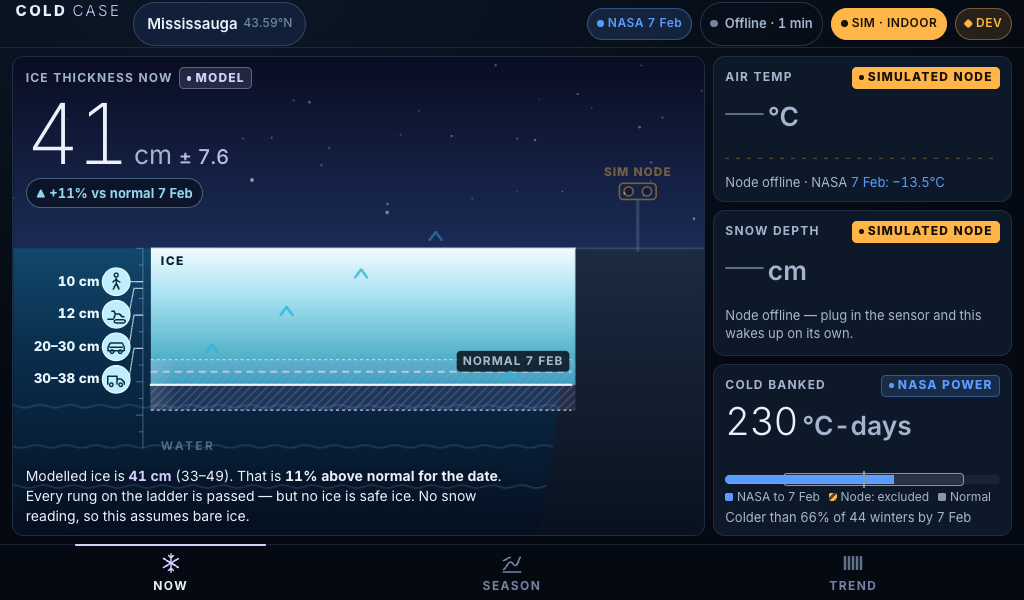 COLD CASE
Mississauga 43.59°N
NASA 7 Feb
Offline · 1 min
SIM · INDOOR
DEV
ICE THICKNESS NOW
MODEL
41 cm ± 7.6
+11% vs normal 7 Feb
SIM NODE
ICE
10 cm
12 cm
20–30 cm
30–38 cm
NORMAL 7 FEB
WATER
Modelled ice is 41 cm (33–49). That is 11% above normal for the date.
Every rung on the ladder is passed — but no ice is safe ice. No snow
reading, so this assumes bare ice.
AIR TEMP
SIMULATED NODE
— °C
Node offline · NASA 7 Feb: −13.5°C
SNOW DEPTH
SIMULATED NODE
— cm
Node offline — plug in the sensor and this
wakes up on its own.
COLD BANKED
NASA POWER
230 °C-days
NASA to 7 Feb
Node: excluded
Normal
Colder than 66% of 44 winters by 7 Feb
NOW
SEASON
TREND